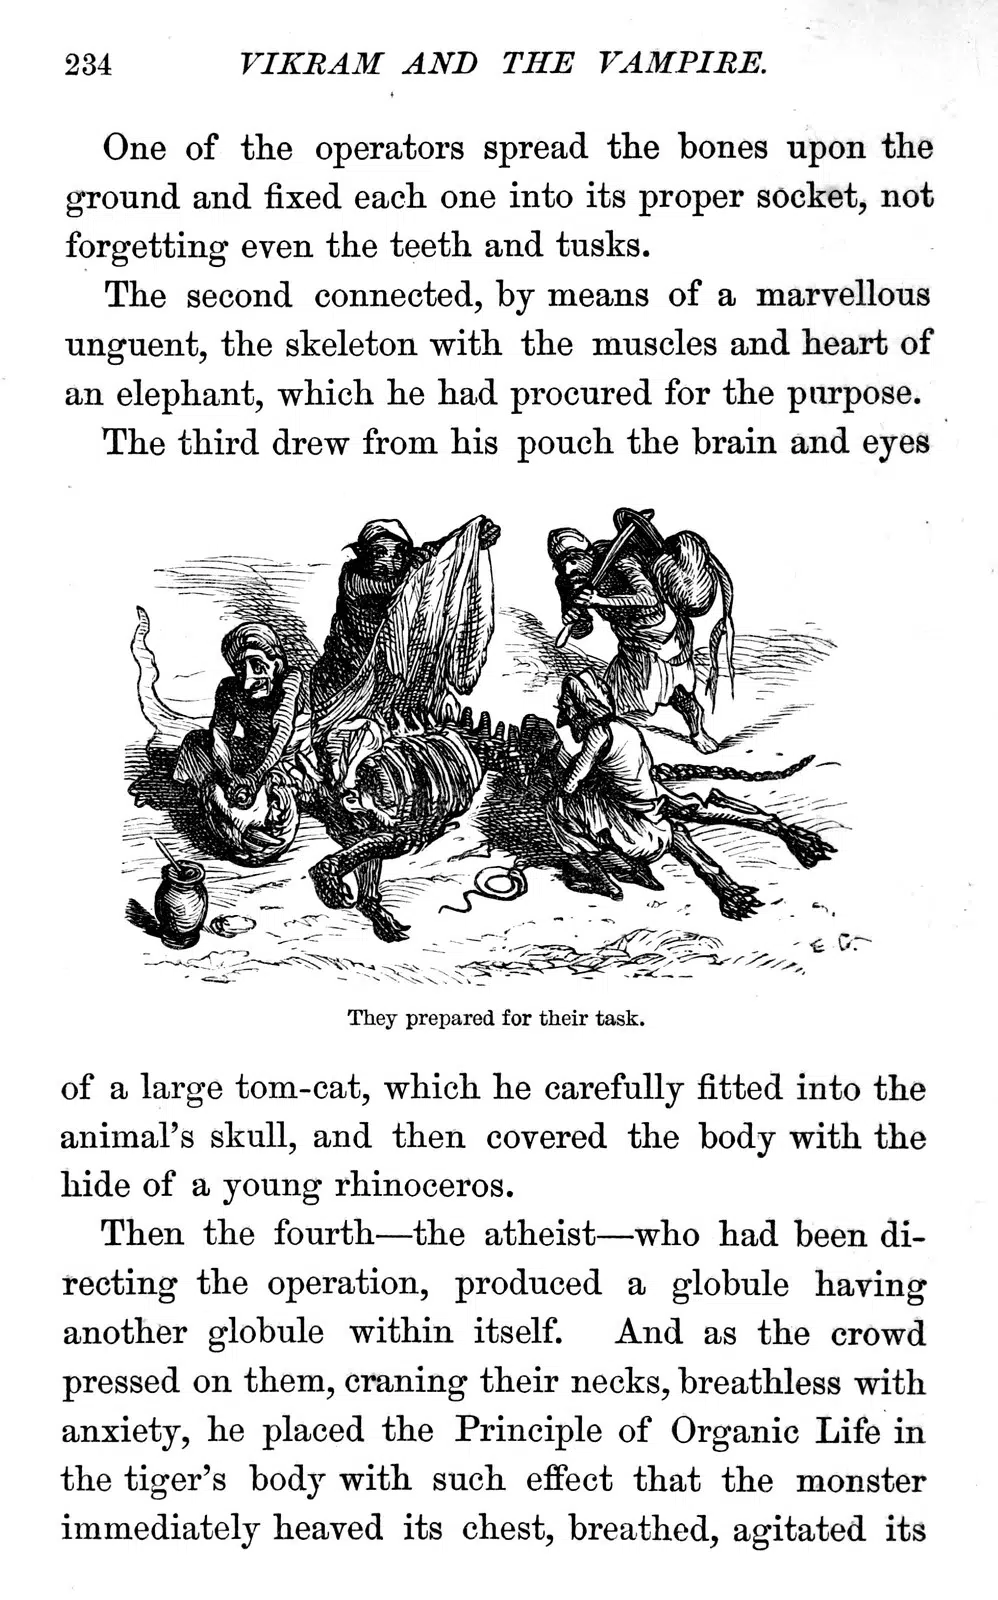 234 VIKRAM AND THE VAMPIRE.
One of the operators spread the bones upon the
ground and fixed each one into its proper socket, not
forgetting even the teeth and tusks.
The second connected, by means of a marvellous
unguent, the skeleton with the muscles and heart of
an elephant, which he had procured for the purpose.
The third drew from his pouch the brain and eyes
E. G.
They prepared for their task.
of a large tom-cat, which he carefully fitted into the
animal's skull, and then covered the body with the
hide of a young rhinoceros.
Then the fourth—the atheist—who had been di-
recting the operation, produced a globule having
another globule within itself. And as the crowd
pressed on them, craning their necks, breathless with
anxiety, he placed the Principle of Organic Life in
the tiger's body with such effect that the monster
immediately heaved its chest, breathed, agitated its